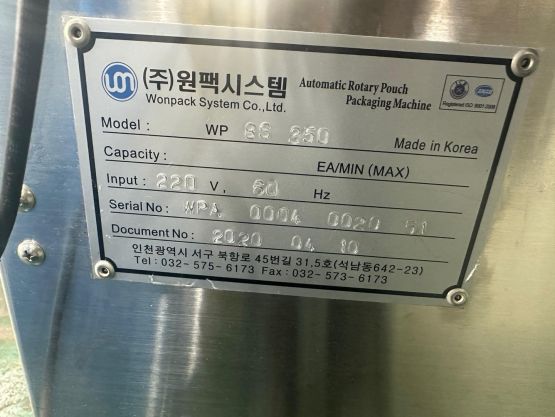 (주)원팩시스템
Wonpack System Co.,Ltd.
Automatic Rotary Pouch
Packaging Machine
Registered ISO 9001:2008
Model : WP 8S 250
Made in Korea
Capacity : EA/MIN (MAX)
Input : 220 V, 60 Hz
Serial No : WPA 0004 0020 51
Document No : 2020 04 10
인천광역시 서구 북항로 45번길 31,5호(석남동642-23)
Tel : 032- 575- 6173 Fax : 032- 573- 6173